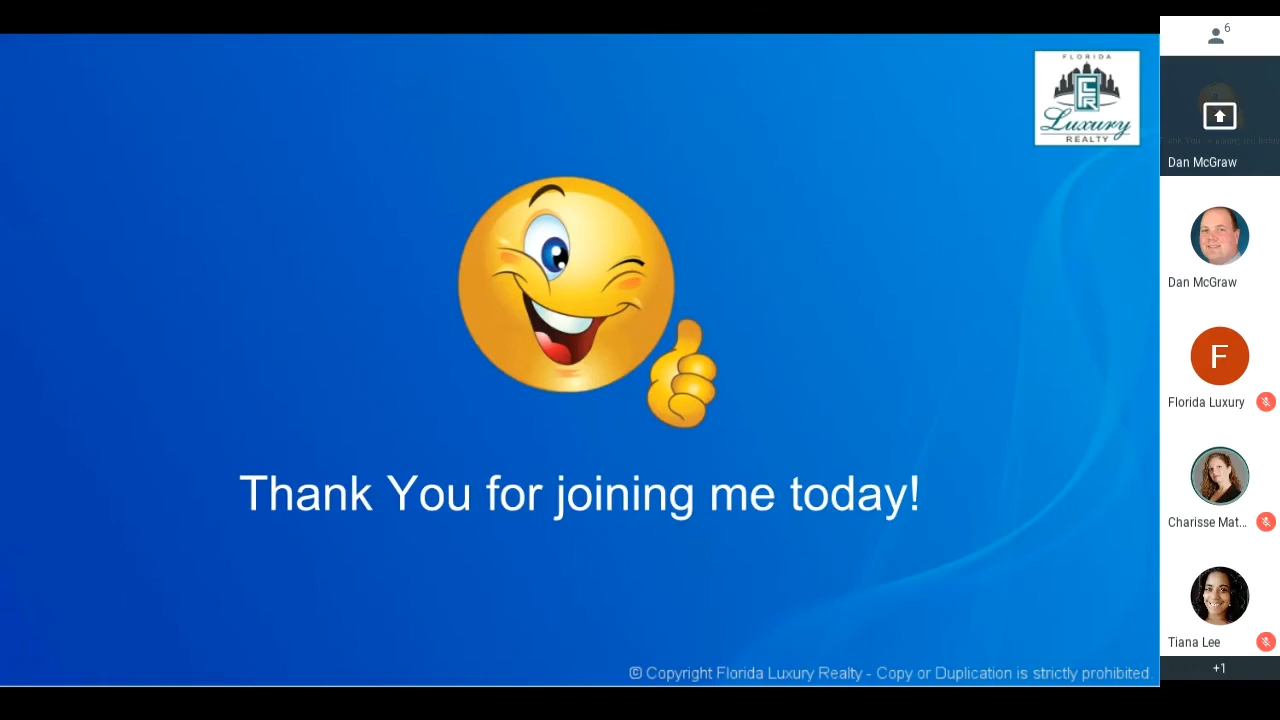 FLORIDA
FLR
Luxury
REALTY
Thank You for joining me today!
© Copyright Florida Luxury Realty - Copy or Duplication is strictly prohibited.
6
Dan McGraw
Dan McGraw
F
Florida Luxury
Charisse Mat...
Tiana Lee
+1